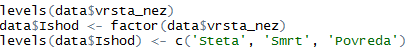 levels(data$vrsta_nez)
data$Ishod <- factor(data$vrsta_nez)
levels(data$Ishod) <- c('Steta', 'Smrt', 'Povreda')